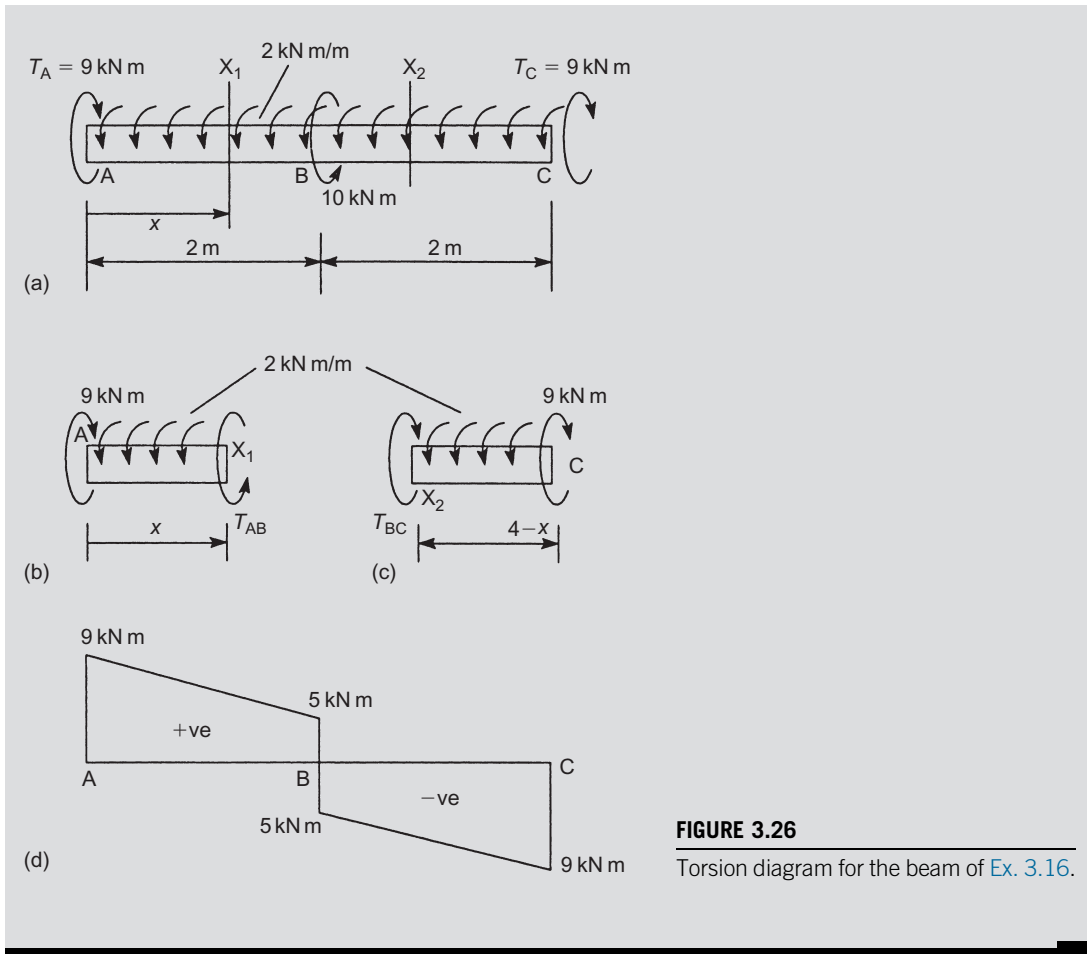 2 kN m/m
T_A = 9 kN m
X_1
X_2
T_C = 9 kN m
A
B
C
10 kN m
x
2 m
2 m
(a)
2 kN m/m
9 kN m
A
X_1
x
T_AB
(b)
9 kN m
C
X_2
T_BC
4–x
(c)
9 kN m
5 kN m
+ve
A
B
C
–ve
5 kN m
9 kN m
(d)
FIGURE 3.26
Torsion diagram for the beam of Ex. 3.16.